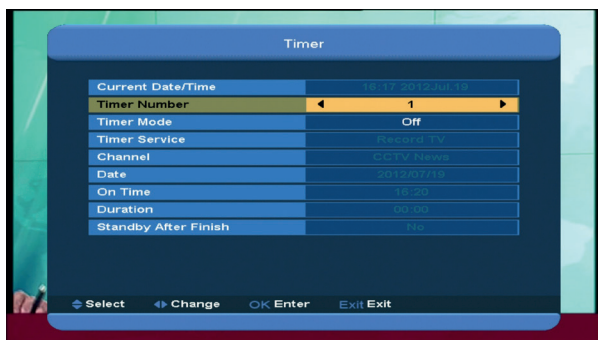 Timer
Current Date/Time 16:17 2012.Jul.19
Timer Number 1
Timer Mode Off
Timer Service Record TV
Channel CCTV News
Date 2012/07/19
On Time 16:20
Duration 00:00
Standby After Finish No
Select Change OK Enter Exit Exit